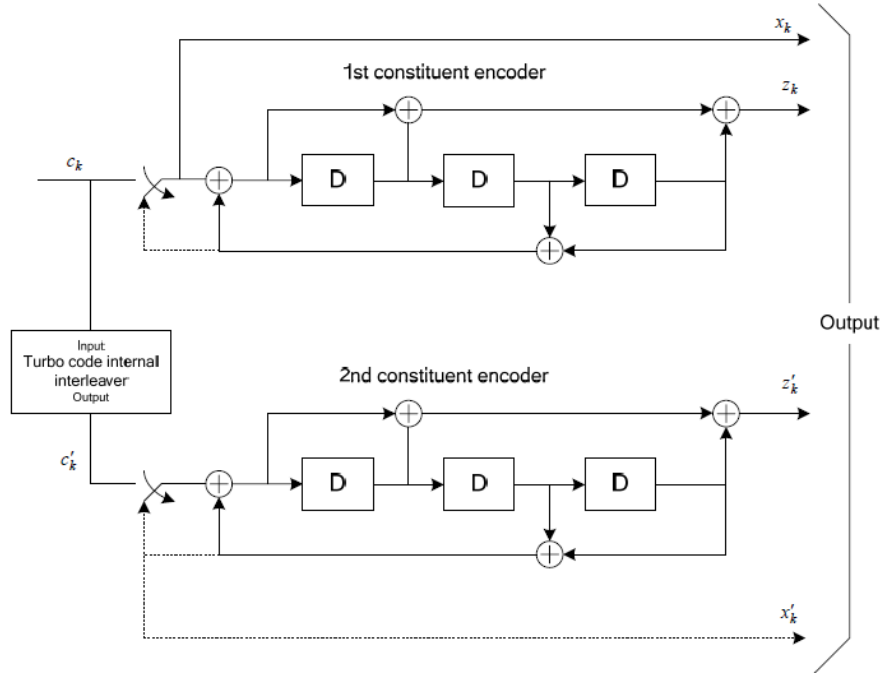 x_k
1st constituent encoder
z_k
c_k
D
D
D
Output
Input
Turbo code internal
interleaver
Output
2nd constituent encoder
z'_k
c'_k
D
D
D
x'_k